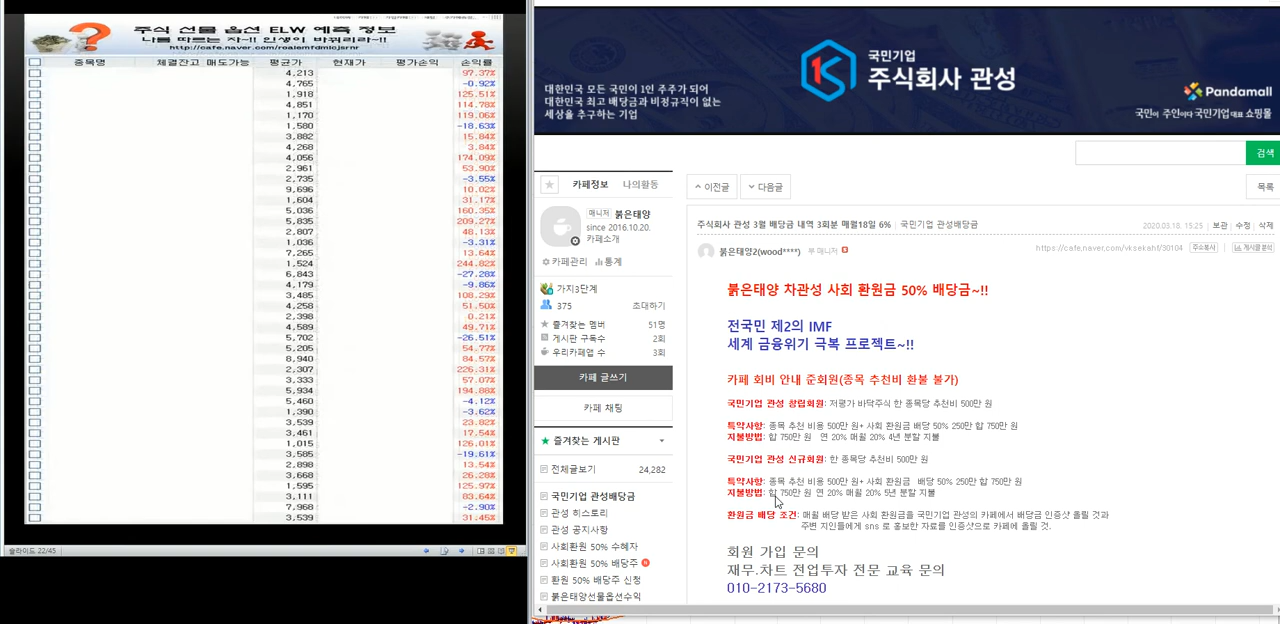 주식 선물 옵션 ELW 예측 정보
나를 따르는 자~!! 인생이 바뀌리라~!!
종목명 체결잔고 매도가능 평균가 현재가 평가손익 손익률
4,213 97.37%
4,765 -0.92%
1,918 125.51%
4,851 114.78%
1,170 119.06%
1,580 -18.63%
3,882 15.84%
4,268 3.84%
4,056 174.09%
2,961 53.90%
2,735 -3.55%
9,696 10.02%
1,604 31.17%
5,036 160.35%
5,835 209.27%
2,807 48.13%
1,036 -3.31%
7,265 13.64%
1,524 244.82%
6,843 -27.28%
4,179 -9.86%
3,485 108.29%
4,258 51.50%
2,398 0.21%
4,589 49.71%
5,702 -26.51%
5,205 54.77%
8,940 84.57%
2,307 226.31%
3,333 57.07%
5,934 194.88%
5,460 -4.12%
1,390 -3.62%
3,539 23.82%
3,461 17.54%
1,015 126.01%
3,585 -19.61%
2,898 13.54%
3,668 26.28%
1,595 125.97%
3,111 83.64%
7,968 -2.90%
3,539 31.45%
슬라이드 22/45
대한민국 모든 국민이 1인 주주가 되어
대한민국 최고 배당금과 비정규직이 없는
세상을 추구하는 기업
국민기업
주식회사 관성
Pandamall
국민이 주인이다 국민기업 대표 쇼핑몰
검색
카페정보 나의활동
매니저 붉은태양
since 2016.10.20.
카페소개
카페관리 통계
가지3단계
375 초대하기
즐겨찾는 멤버 51명
게시판 구독수 2회
우리카페앱 수 3회
카페 글쓰기
카페 채팅
즐겨찾는 게시판
전체글보기 24,282
국민기업 관성배당금
관성 히스토리
관성 공지사항
사회환원 50% 수혜자
사회환원 50% 배당주
환원 50% 배당주 신청
붉은태양선물옵션수익
이전글 다음글 목록
주식회사 관성 3월 배당금 내역 3회분 매월18일 6% | 국민기업 관성배당금
2020.03.18. 15:25 보관 수정 삭제
붉은태양2(wood****) 부매니저
https://cafe.naver.com/vksekahf/30104 주소복사 게시글분석
붉은태양 차관성 사회 환원금 50% 배당금~!!
전국민 제2의 IMF
세계 금융위기 극복 프로젝트~!!
카페 회비 안내 준회원(종목 추천비 환불 불가)
국민기업 관성 창립회원: 저평가 바닥주식 한 종목당 추천비 500만 원
특약사항: 종목 추천 비용 500만 원+ 사회 환원금 배당 50% 250만 합 750만 원
지불방법: 합 750만 원 연 20% 매월 20% 4년 분할 지불
국민기업 관성 신규회원: 한 종목당 추천비 500만 원
특약사항: 종목 추천 비용 500만 원+ 사회 환원금 배당 50% 250만 합 750만 원
지불방법: 합 750만 원 연 20% 매월 20% 5년 분할 지불
환원금 배당 조건: 매월 배당 받은 사회 환원금을 국민기업 관성의 카페에서 배당금 인증샷 올릴 것과
주변 지인들에게 sns 로 홍보한 자료를 인증샷으로 카페에 올릴 것.
회원 가입 문의
재무.차트 전업투자 전문 교육 문의
010-2173-5680